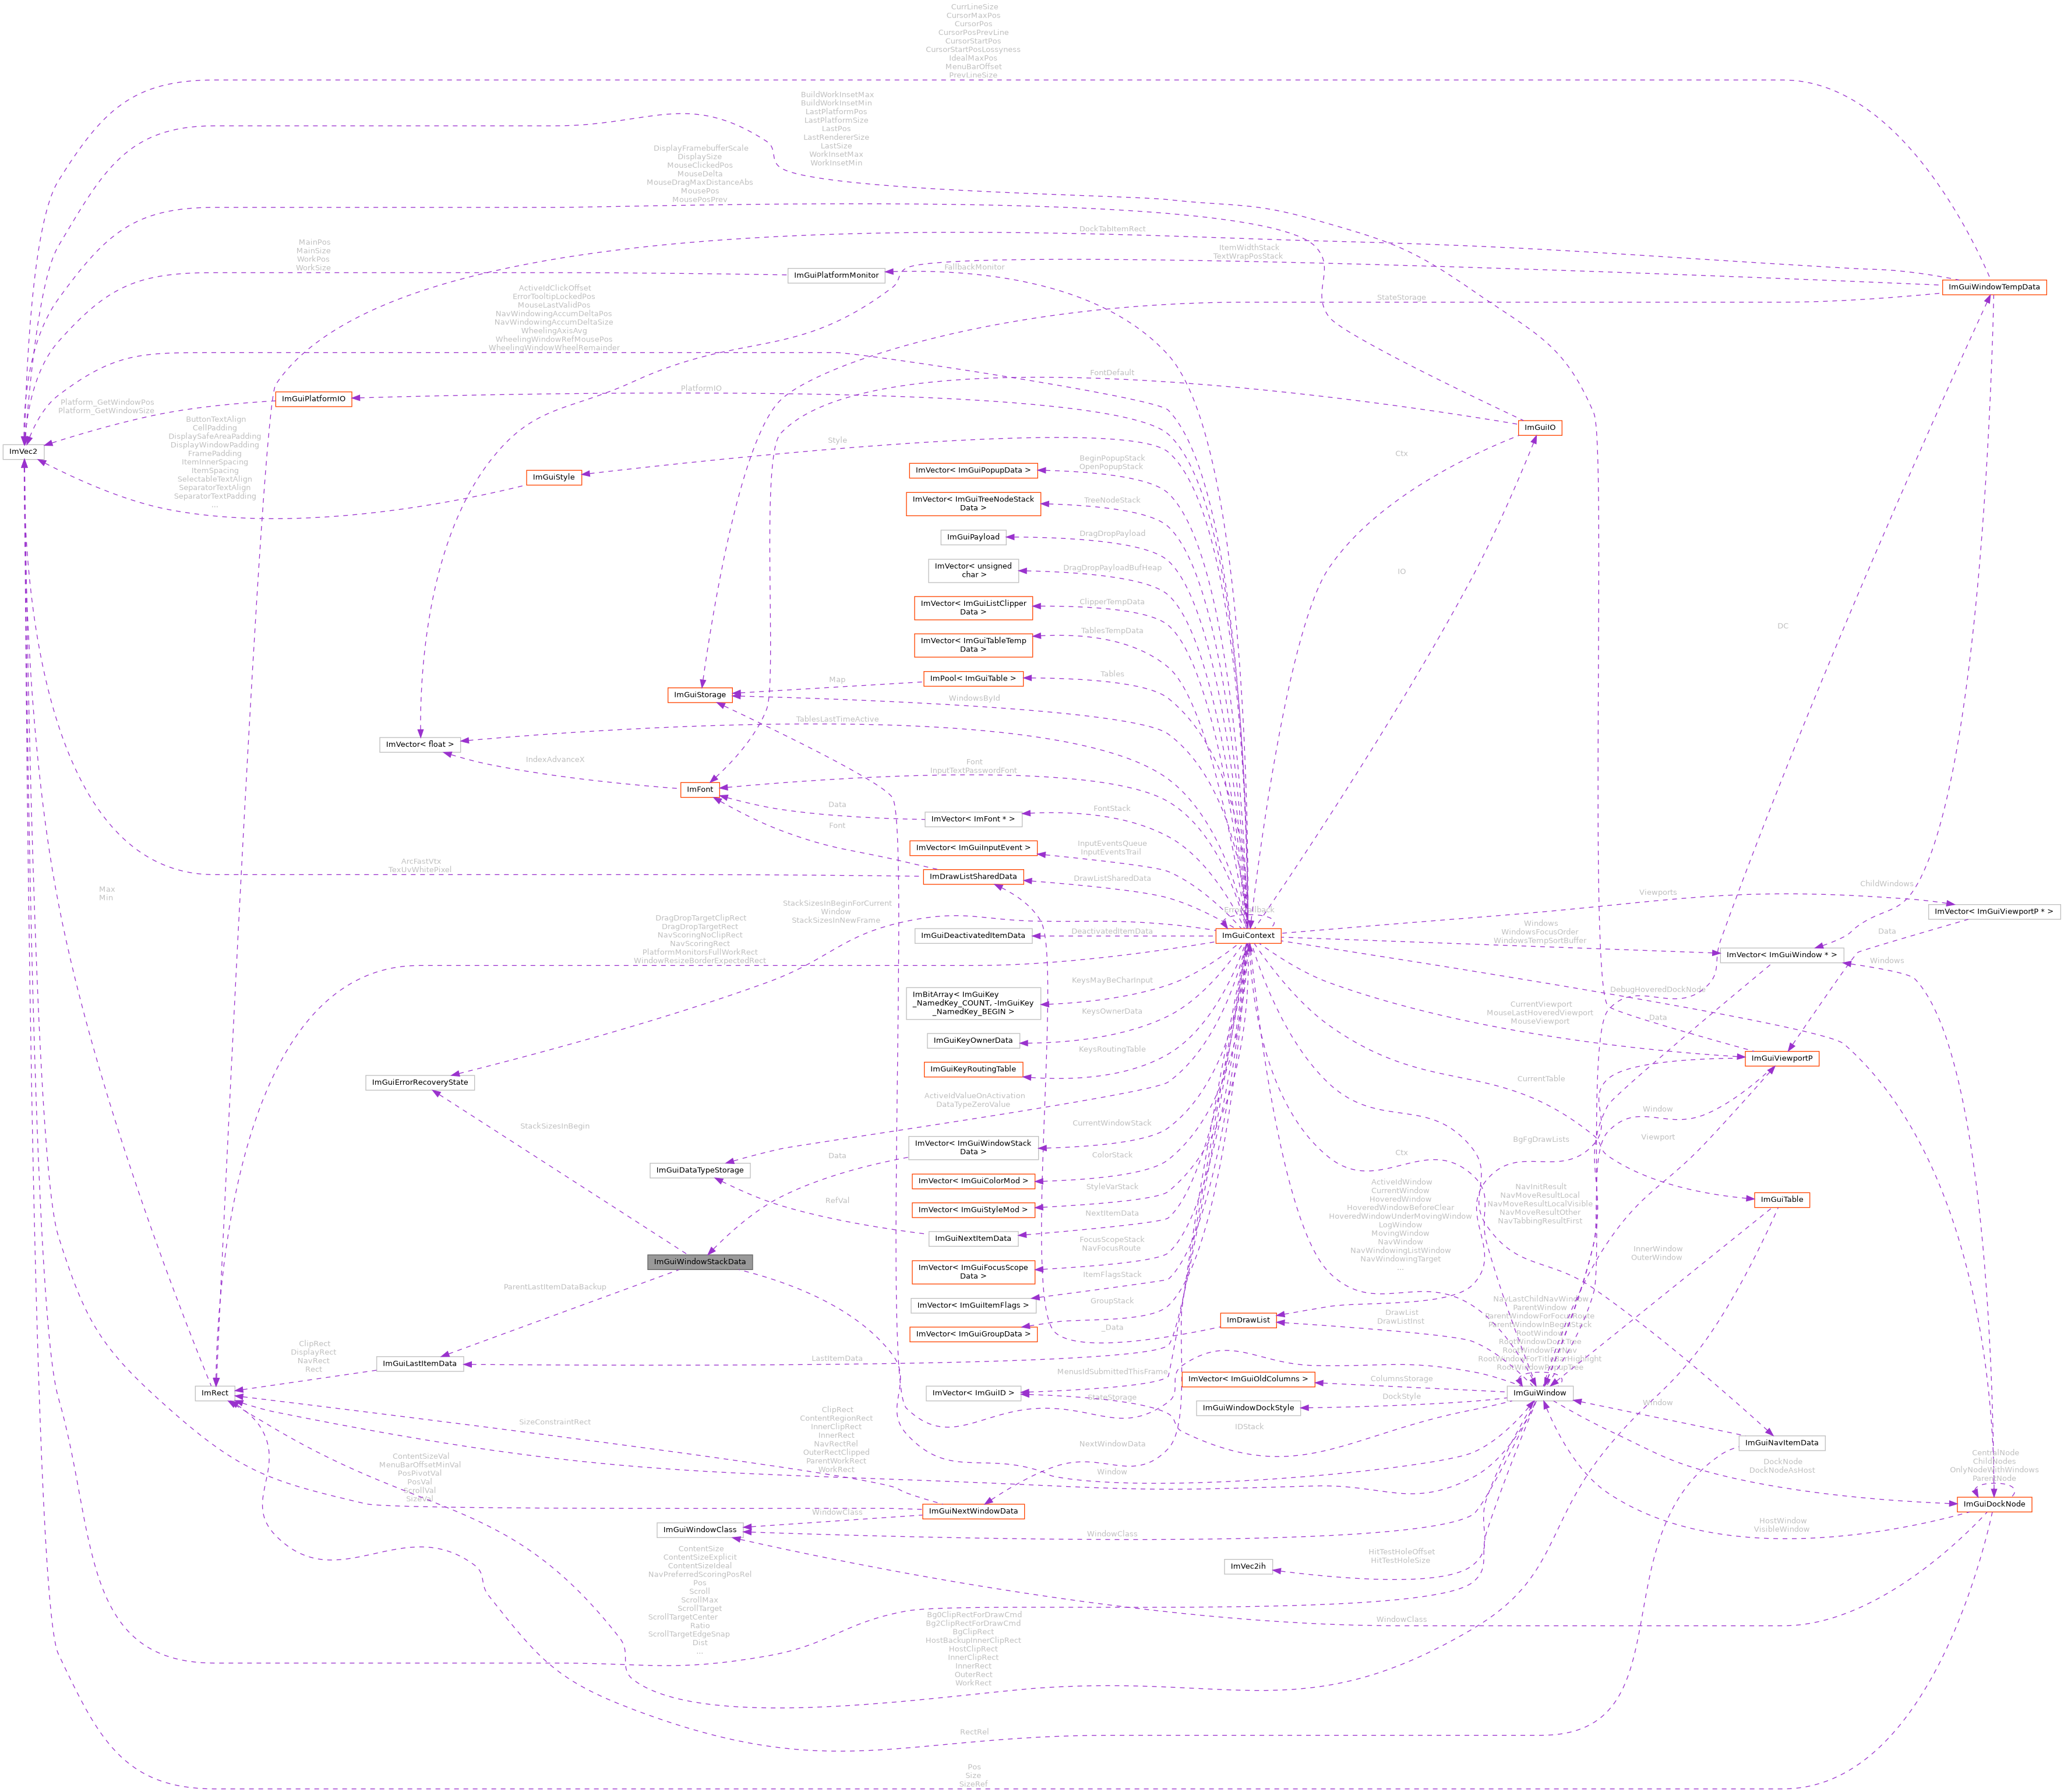 CurrLineSize
CursorMaxPos
CursorPos
CursorPosPrevLine
CursorStartPos
CursorStartPosLossyness
IdealMaxPos
MenuBarOffset
PrevLineSize
BuildWorkInsetMax
BuildWorkInsetMin
LastPlatformPos
LastPlatformSize
LastPos
LastRendererSize
LastSize
WorkInsetMax
WorkInsetMin
DisplayFramebufferScale
DisplaySize
MouseClickedPos
MouseDelta
MouseDragMaxDistanceAbs
MousePos
MousePosPrev
DockTabItemRect
MainPos
MainSize
WorkPos
WorkSize
ItemWidthStack
TextWrapPosStack
ImGuiPlatformMonitor
FallbackMonitor
ImGuiWindowTempData
StateStorage
ActiveIdClickOffset
ErrorTooltipLockedPos
MouseLastValidPos
NavWindowingAccumDeltaPos
NavWindowingAccumDeltaSize
WheelingAxisAvg
WheelingWindowRefMousePos
WheelingWindowWheelRemainder
FontDefault
PlatformIO
ImGuiPlatformIO
Platform_GetWindowPos
Platform_GetWindowSize
ImGuiIO
ButtonTextAlign
CellPadding
DisplaySafeAreaPadding
DisplayWindowPadding
FramePadding
ItemInnerSpacing
ItemSpacing
SelectableTextAlign
SeparatorTextAlign
SeparatorTextPadding
...
ImVec2
Style
ImGuiStyle
Ctx
ImVector< ImGuiPopupData >
BeginPopupStack
OpenPopupStack
ImVector< ImGuiTreeNodeStack
Data >
TreeNodeStack
ImGuiPayload
DragDropPayload
ImVector< unsigned
char >
DragDropPayloadBufHeap
IO
ImVector< ImGuiListClipper
Data >
ClipperTempData
DC
ImVector< ImGuiTableTemp
Data >
TablesTempData
ImPool< ImGuiTable >
Tables
Map
ImGuiStorage
WindowsById
TablesLastTimeActive
ImVector< float >
IndexAdvanceX
Font
InputTextPasswordFont
ImFont
Data
ImVector< ImFont * >
FontStack
Font
ImVector< ImGuiInputEvent >
InputEventsQueue
InputEventsTrail
ArcFastVtx
TexUvWhitePixel
ImDrawListSharedData
DrawListSharedData
Max
Min
StackSizesInBeginForCurrent
Window
StackSizesInNewFrame
ErrorCallback
Viewports
ChildWindows
ImVector< ImGuiViewportP * >
DragDropTargetClipRect
DragDropTargetRect
NavScoringNoClipRect
NavScoringRect
PlatformMonitorsFullWorkRect
WindowResizeBorderExpectedRect
ImGuiDeactivatedItemData
DeactivatedItemData
ImGuiContext
Windows
WindowsFocusOrder
WindowsTempSortBuffer
Data
ImVector< ImGuiWindow * >
Windows
ImBitArray< ImGuiKey
_NamedKey_COUNT, -ImGuiKey
_NamedKey_BEGIN >
KeysMayBeCharInput
DebugHoveredDockNode
CurrentViewport
MouseLastHoveredViewport
MouseViewport
Data
ImGuiKeyOwnerData
KeysOwnerData
ImGuiKeyRoutingTable
KeysRoutingTable
ImGuiViewportP
ImGuiErrorRecoveryState
CurrentTable
ActiveIdValueOnActivation
DataTypeZeroValue
Window
StackSizesInBegin
CurrentWindowStack
ImVector< ImGuiWindowStack
Data >
Data
BgFgDrawLists
Viewport
ImGuiDataTypeStorage
Ctx
ColorStack
ImVector< ImGuiColorMod >
StyleVarStack
ImVector< ImGuiStyleMod >
RefVal
NextItemData
ImGuiNextItemData
ActiveIdWindow
CurrentWindow
HoveredWindow
HoveredWindowBeforeClear
HoveredWindowUnderMovingWindow
LogWindow
MovingWindow
NavWindow
NavWindowingListWindow
NavWindowingTarget
...
NavInitResult
NavMoveResultLocal
NavMoveResultLocalVisible
NavMoveResultOther
NavTabbingResultFirst
ImGuiTable
InnerWindow
OuterWindow
ImGuiWindowStackData
FocusScopeStack
NavFocusRoute
ImVector< ImGuiFocusScope
Data >
ParentLastItemDataBackup
ItemFlagsStack
ImVector< ImGuiItemFlags >
GroupStack
ImVector< ImGuiGroupData >
_Data
ImDrawList
DrawList
DrawListInst
NavLastChildNavWindow
ParentWindow
ParentWindowForFocusRoute
ParentWindowInBeginStack
RootWindow
RootWindowDockTree
RootWindowForNav
RootWindowForTitleBarHighlight
RootWindowPopupTree
ClipRect
DisplayRect
NavRect
Rect
ImGuiLastItemData
LastItemData
ImRect
ImVector< ImGuiID >
MenusIdSubmittedThisFrame
ImVector< ImGuiOldColumns >
ColumnsStorage
ImGuiWindow
StateStorage
ImGuiWindowDockStyle
DockStyle
Window
SizeConstraintRect
ClipRect
ContentRegionRect
InnerClipRect
InnerRect
NavRectRel
OuterRectClipped
ParentWorkRect
WorkRect
IDStack
ImGuiNavItemData
NextWindowData
Window
ContentSizeVal
MenuBarOffsetMinVal
PosPivotVal
PosVal
ScrollVal
SizeVal
DockNode
DockNodeAsHost
CentralNode
ChildNodes
OnlyNodeWithWindows
ParentNode
ImGuiNextWindowData
WindowClass
ImGuiDockNode
HostWindow
VisibleWindow
ImGuiWindowClass
WindowClass
ContentSize
ContentSizeExplicit
ContentSizeIdeal
NavPreferredScoringPosRel
Pos
Scroll
ScrollMax
ScrollTarget
ScrollTargetCenter
Ratio
ScrollTargetEdgeSnap
Dist
...
ImVec2ih
HitTestHoleOffset
HitTestHoleSize
WindowClass
Bg0ClipRectForDrawCmd
Bg2ClipRectForDrawCmd
BgClipRect
HostBackupInnerClipRect
HostClipRect
InnerClipRect
InnerRect
OuterRect
WorkRect
RectRel
Pos
Size
SizeRef